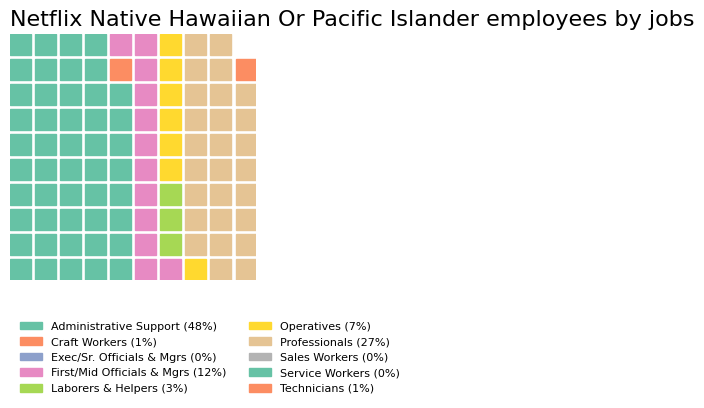 Netflix Native Hawaiian Or Pacific Islander employees by jobs
Administrative Support (48%)
Craft Workers (1%)
Exec/Sr. Officials & Mgrs (0%)
First/Mid Officials & Mgrs (12%)
Laborers & Helpers (3%)
Operatives (7%)
Professionals (27%)
Sales Workers (0%)
Service Workers (0%)
Technicians (1%)